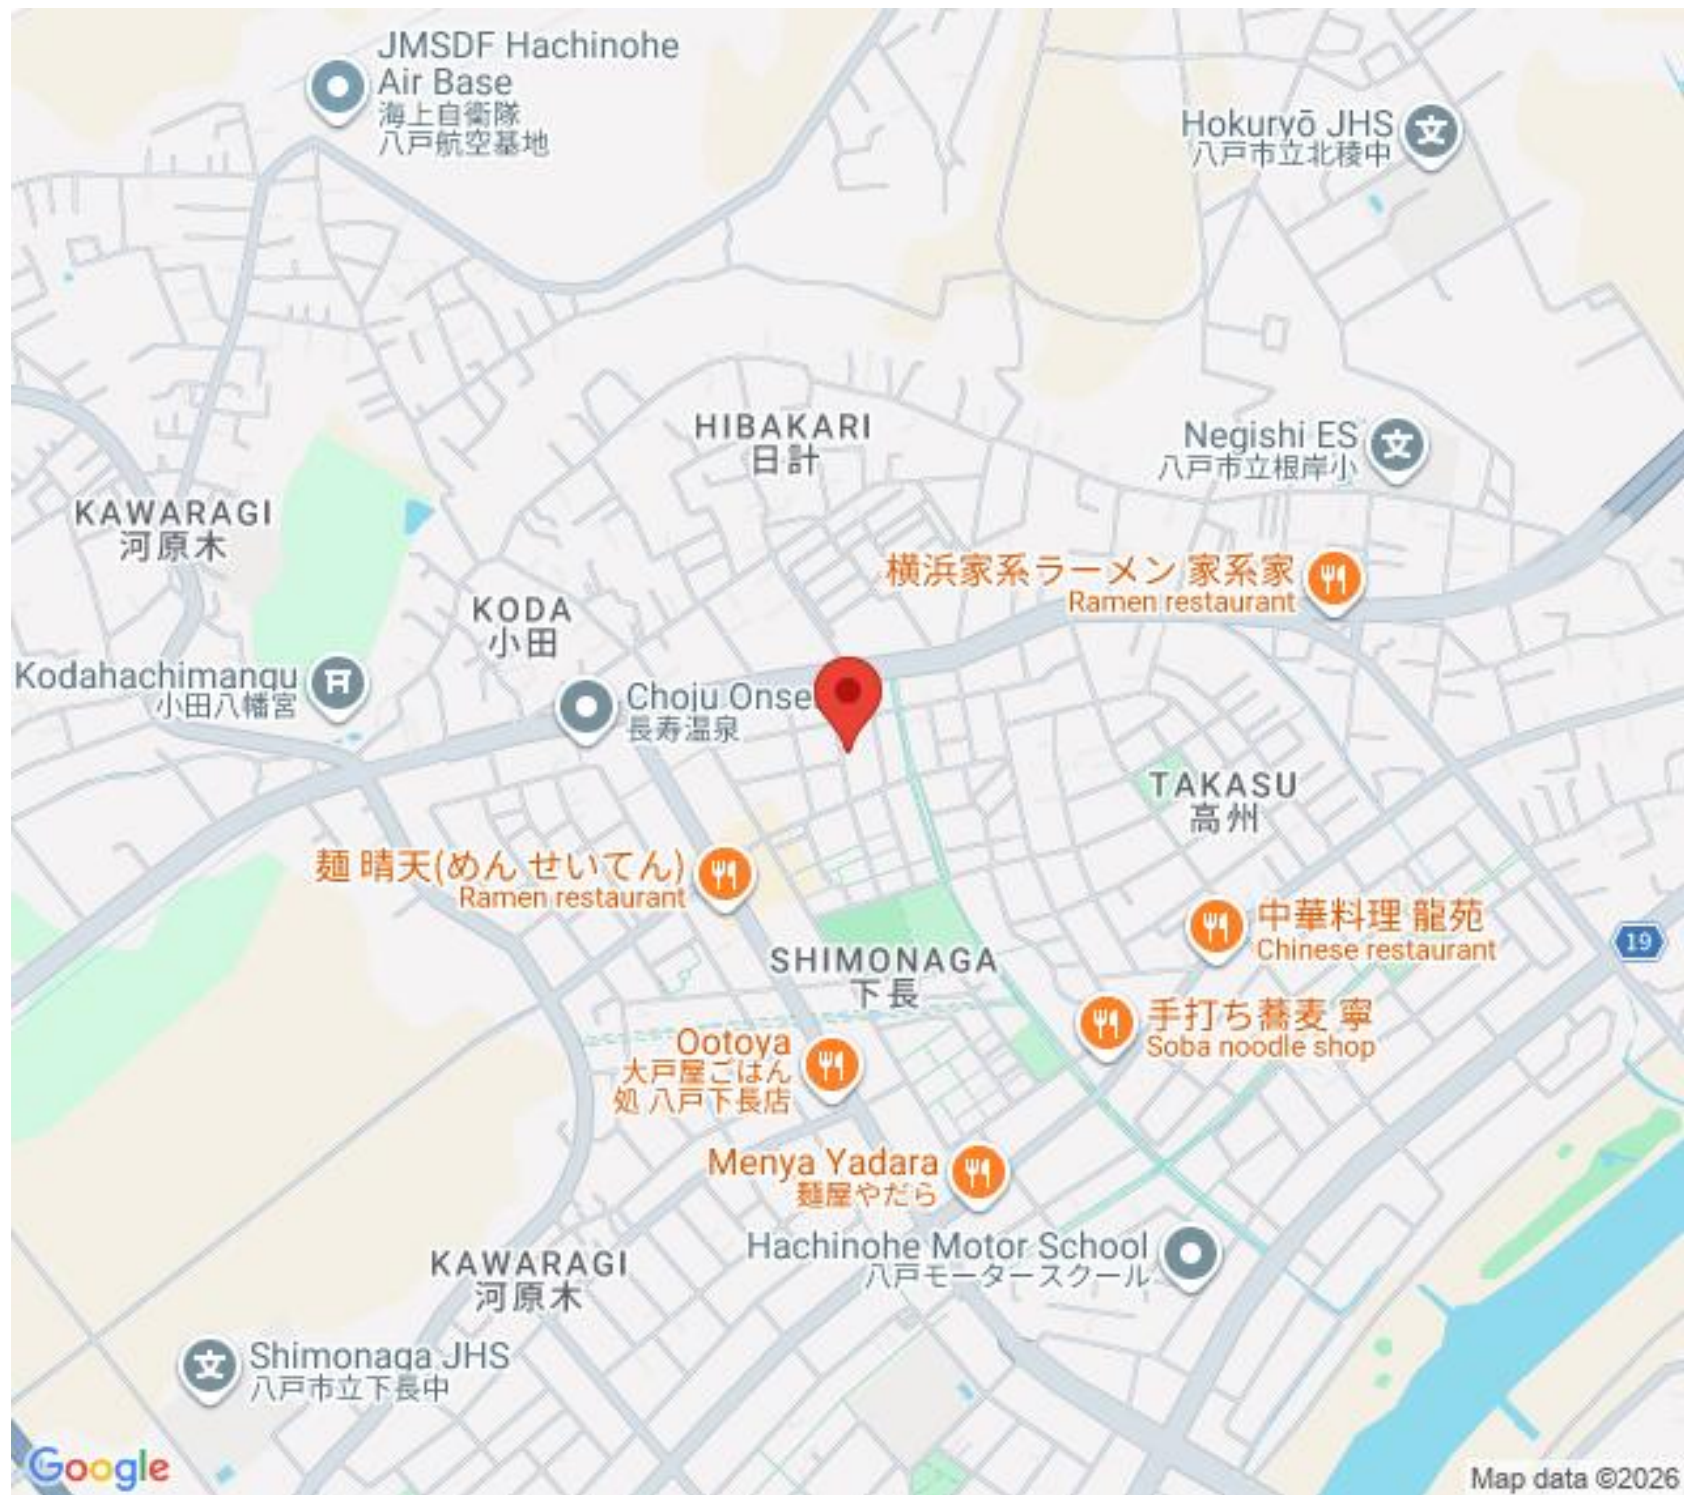 JMSDF Hachinohe
Air Base
海上自衛隊
八戸航空基地
Hokuryō JHS
八戸市立北稜中
HIBAKARI
日計
Negishi ES
八戸市立根岸小
KAWARAGI
河原木
横浜家系ラーメン 家系家
Ramen restaurant
KODA
小田
Kodahachimangu
小田八幡宮
Choju Onse
長寿温泉
TAKASU
高州
麺 晴天(めん せいてん)
Ramen restaurant
中華料理 龍苑
Chinese restaurant
19
SHIMONAGA
下長
手打ち蕎麦 寧
Soba noodle shop
Ootoya
大戸屋ごはん
処 八戸下長店
Menya Yadara
麺屋やだら
Hachinohe Motor School
八戸モータースクール
KAWARAGI
河原木
Shimonaga JHS
八戸市立下長中
Google
Map data ©2026